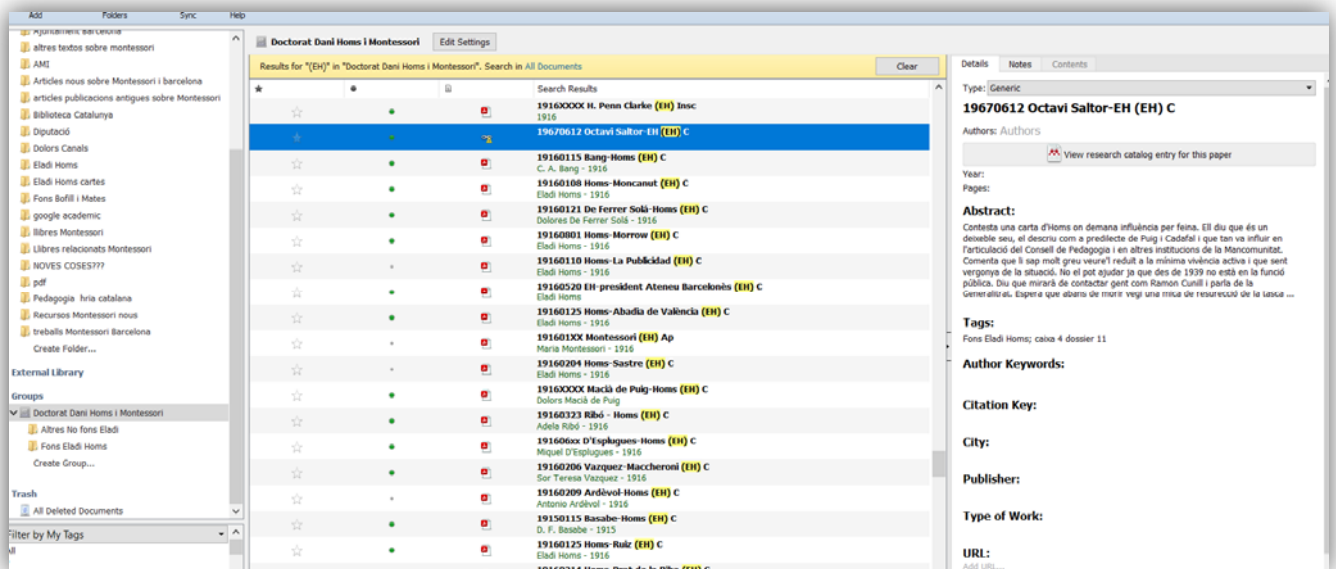 Add Folders Sync Help
Ajuntament Barcelona
altres textos sobre montessori
AMI
Articles nous sobre Montessori i barcelona
articles publicacions antigues sobre Montessori
Biblioteca Catalunya
Diputació
Dolors Canals
Eladi Homs
Eladi Homs cartes
Fons Bofill i Mates
google academic
llibres Montessori
Llibres relacionats Montessori
NOVES COSES???
pdf
Pedagogia hria catalana
Recursos Montessori nous
treballs Montessori Barcelona
Create Folder...
External Library
Groups
Doctorat Dani Homs i Montessori
Altres No fons Eladi
Fons Eladi Homs
Create Group...
Trash
All Deleted Documents
Filter by My Tags
All
Doctorat Dani Homs i Montessori Edit Settings
Results for "(EH)" in "Doctorat Dani Homs i Montessori". Search in All Documents Clear
Search Results
1916XXXX H. Penn Clarke (EH) Insc
1916
19670612 Octavi Saltor-EH (EH) C
19160115 Bang-Homs (EH) C
C. A. Bang - 1916
19160108 Homs-Moncanut (EH) C
Eladi Homs - 1916
19160121 De Ferrer Solà-Homs (EH) C
Dolores De Ferrer Solá - 1916
19160801 Homs-Morrow (EH) C
Eladi Homs - 1916
19160110 Homs-La Publicidad (EH) C
Eladi Homs - 1916
19160520 EH-president Ateneu Barcelonès (EH) C
Eladi Homs
19160125 Homs-Abadia de València (EH) C
Eladi Homs - 1916
191601XX Montessori (EH) Ap
Maria Montessori - 1916
19160204 Homs-Sastre (EH) C
Eladi Homs - 1916
1916XXXX Macià de Puig-Homs (EH) C
Dolors Macià de Puig
19160323 Ribó - Homs (EH) C
Adela Ribó - 1916
191606xx D'Esplugues-Homs (EH) C
Miquel D'Esplugues - 1916
19160206 Vazquez-Maccheroni (EH) C
Sor Teresa Vazquez - 1916
19160209 Ardèvol-Homs (EH) C
Antonio Ardèvol - 1916
19150115 Basabe-Homs (EH) C
D. F. Basabe - 1915
19160125 Homs-Ruiz (EH) C
Eladi Homs - 1916
19160214 Homs-Prat de la Riba (EH) C
Details Notes Contents
Type: Generic
19670612 Octavi Saltor-EH (EH) C
Authors: Authors
View research catalog entry for this paper
Year:
Pages:
Abstract:
Contesta una carta d'Homs on demana influència per feina. Ell diu que és un
deixeble seu, el descriu com a predilecte de Puig i Cadafal i que tan va influir en
l'articulació del Consell de Pedagogia i en altres institucions de la Mancomunitat.
Comenta que li sap molt greu veure'l reduït a la mínima vivència activa i que sent
vergonya de la situació. No el pot ajudar ja que des de 1939 no està en la funció
pública. Diu que mirarà de contactar gent com Ramon Cunill i parla de la
Generalitat. Espera que abans de morir vegi una mica de resurecció de la tasca ...
Tags:
Fons Eladi Homs; caixa 4 dossier 11
Author Keywords:
Citation Key:
City:
Publisher:
Type of Work:
URL:
Add URL...